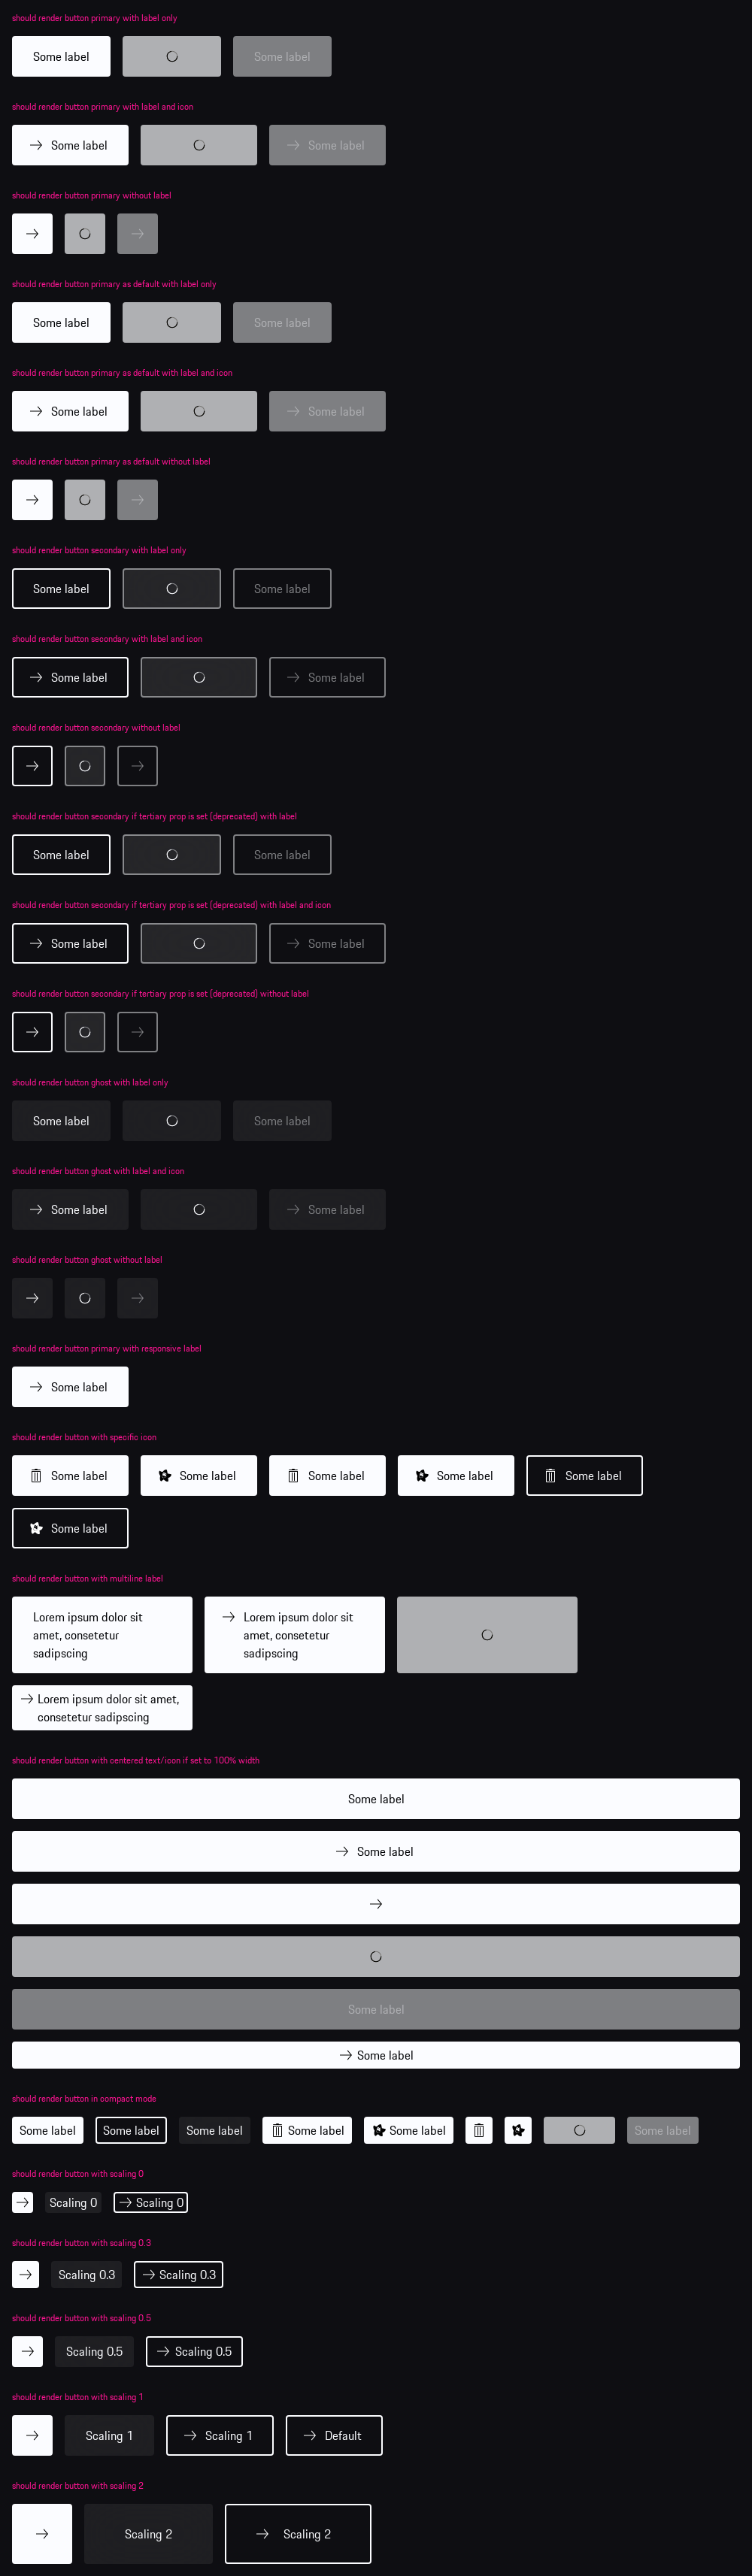 should render button primary with label only
Some label Some label
should render button primary with label and icon
Some label Some label
should render button primary without label
should render button primary as default with label only
Some label Some label
should render button primary as default with label and icon
Some label Some label
should render button primary as default without label
should render button secondary with label only
Some label Some label
should render button secondary with label and icon
Some label Some label
should render button secondary without label
should render button secondary if tertiary prop is set (deprecated) with label
Some label Some label
should render button secondary if tertiary prop is set (deprecated) with label and icon
Some label Some label
should render button secondary if tertiary prop is set (deprecated) without label
should render button ghost with label only
Some label Some label
should render button ghost with label and icon
Some label Some label
should render button ghost without label
should render button primary with responsive label
Some label
should render button with specific icon
Some label Some label Some label Some label Some label
Some label
should render button with multiline label
Lorem ipsum dolor sit
amet, consetetur
sadipscing
Lorem ipsum dolor sit
amet, consetetur
sadipscing
Lorem ipsum dolor sit amet,
consetetur sadipscing
should render button with centered text/icon if set to 100% width
Some label
Some label
Some label
Some label
should render button in compact mode
Some label Some label Some label Some label Some label Some label
should render button with scaling 0
Scaling 0 Scaling 0
should render button with scaling 0.3
Scaling 0.3 Scaling 0.3
should render button with scaling 0.5
Scaling 0.5 Scaling 0.5
should render button with scaling 1
Scaling 1 Scaling 1 Default
should render button with scaling 2
Scaling 2 Scaling 2